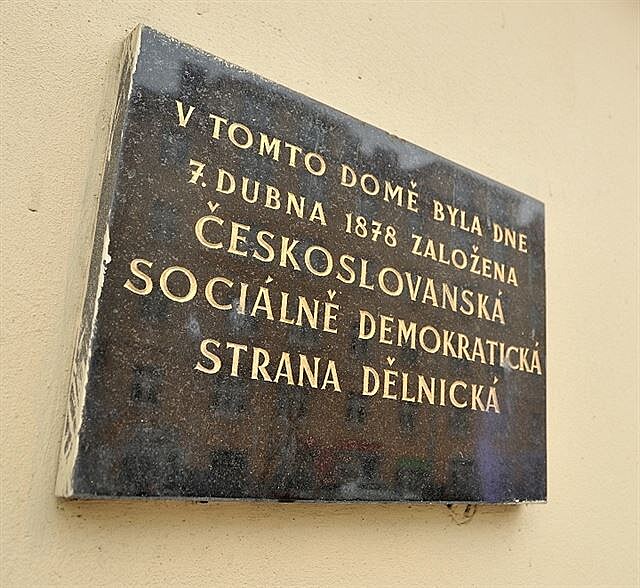 V TOMTO DOMĚ BYLA DNE
7. DUBNA 1878 ZALOŽENA
ČESKOSLOVANSKÁ
SOCIÁLNĚ DEMOKRATICKÁ
STRANA DĚLNICKÁ